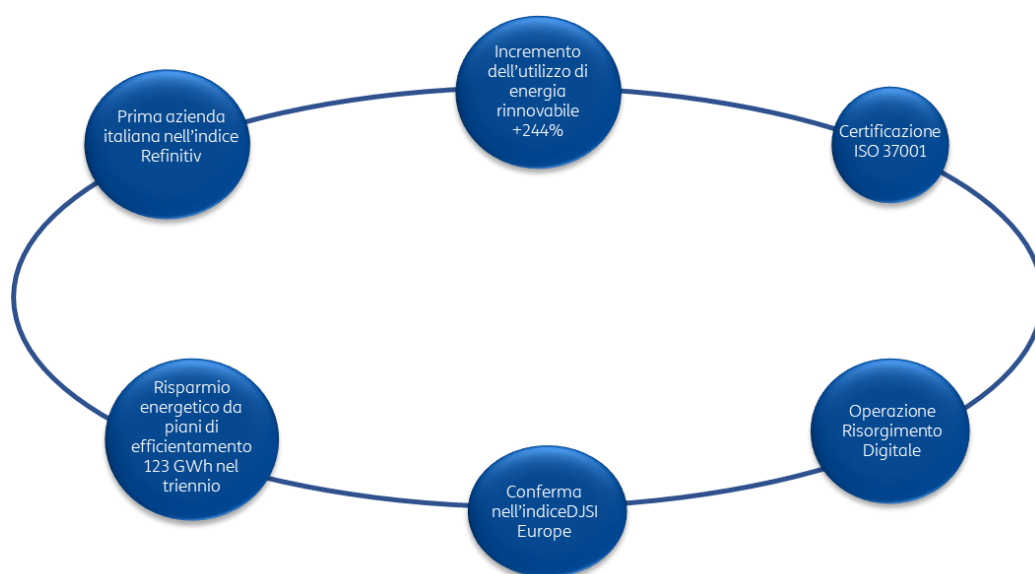 Incremento
dell'utilizzo di
energia
rinnovabile
+244%
Prima azienda
italiana nell'indice
Refinitiv
Certificazione
ISO 37001
Risparmio
energetico da
piani di
efficientamento
123 GWh nel
triennio
Operazione
Risorgimento
Digitale
Conferma
nell'indiceDJSI
Europe